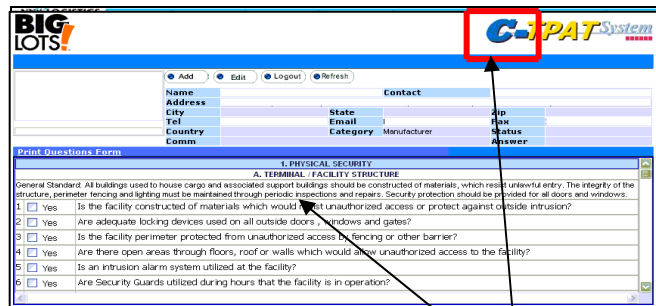 BIG
LOTS!
C-TPAT System
Add Edit Logout Refresh
Name Contact
Address
City State Zip
Tel Email Fax
Country Category Manufacturer Status
Comm Answer
Print Questions Form
1. PHYSICAL SECURITY
A. TERMINAL / FACILITY STRUCTURE
General Standard: All buildings used to house cargo and associated support buildings should be constructed of materials, which resist unlawful entry. The integrity of the
structure, perimeter fencing and lighting must be maintained through periodic inspections and repairs. Security protection should be provided for all doors and windows.
1 Yes Is the facility constructed of materials which would resist unauthorized access or protect against outside intrusion?
2 Yes Are adequate locking devices used on all outside doors , windows and gates?
3 Yes Is the facility perimeter protected from unauthorized access by fencing or other barrier?
4 Yes Are there open areas through floors, roof or walls which would allow unauthorized access to the facility?
5 Yes Is an intrusion alarm system utilized at the facility?
6 Yes Are Security Guards utilized during hours that the facility is in operation?